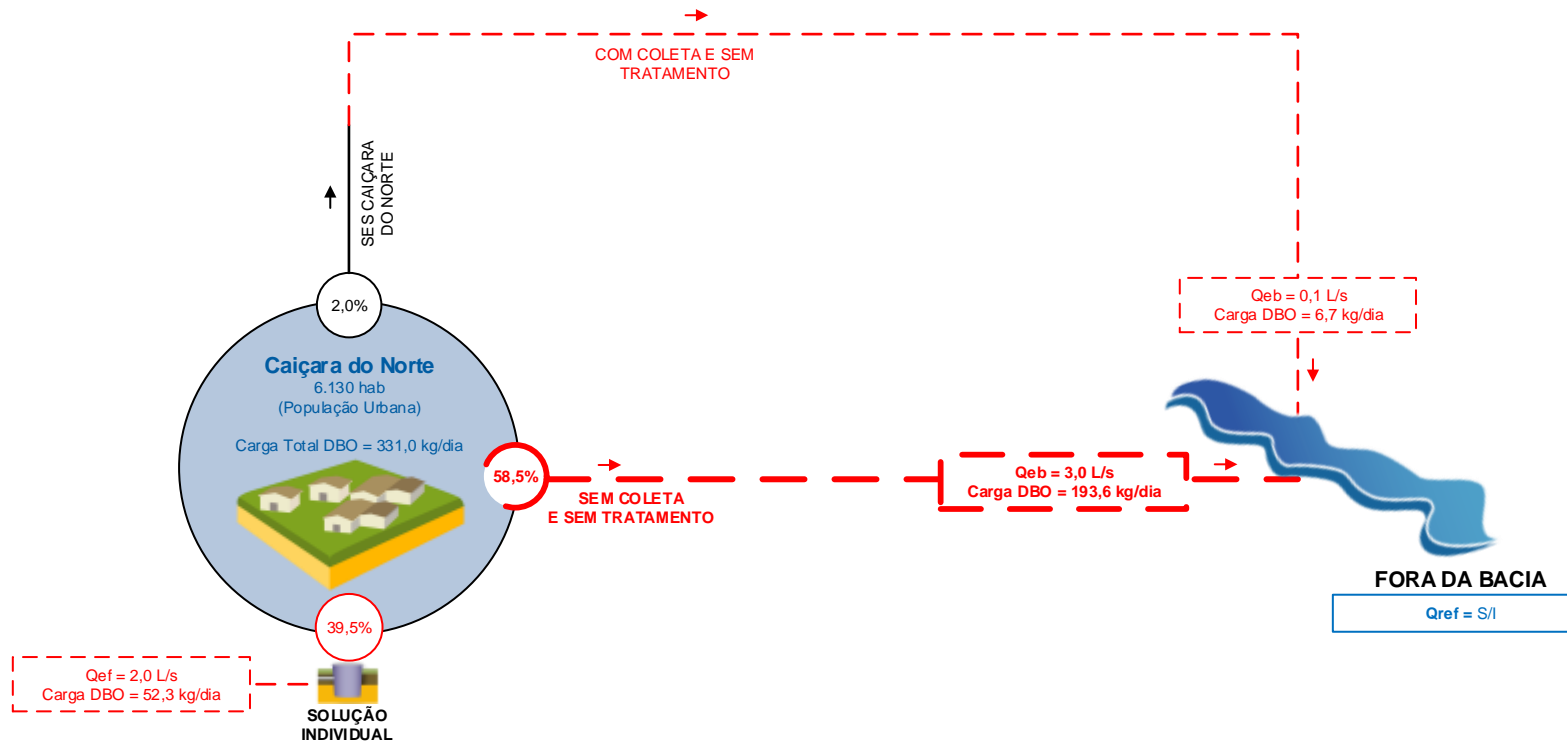 COM COLETA E SEM
TRATAMENTO
SES CAIÇARA
DO NORTE
2,0%
Qeb = 0,1 L/s
Carga DBO = 6,7 kg/dia
Caiçara do Norte
6.130 hab
(População Urbana)
Carga Total DBO = 331,0 kg/dia
58,5%
SEM COLETA
E SEM TRATAMENTO
Qeb = 3,0 L/s
Carga DBO = 193,6 kg/dia
FORA DA BACIA
Qref = S/I
39,5%
Qef = 2,0 L/s
Carga DBO = 52,3 kg/dia
SOLUÇÃO
INDIVIDUAL